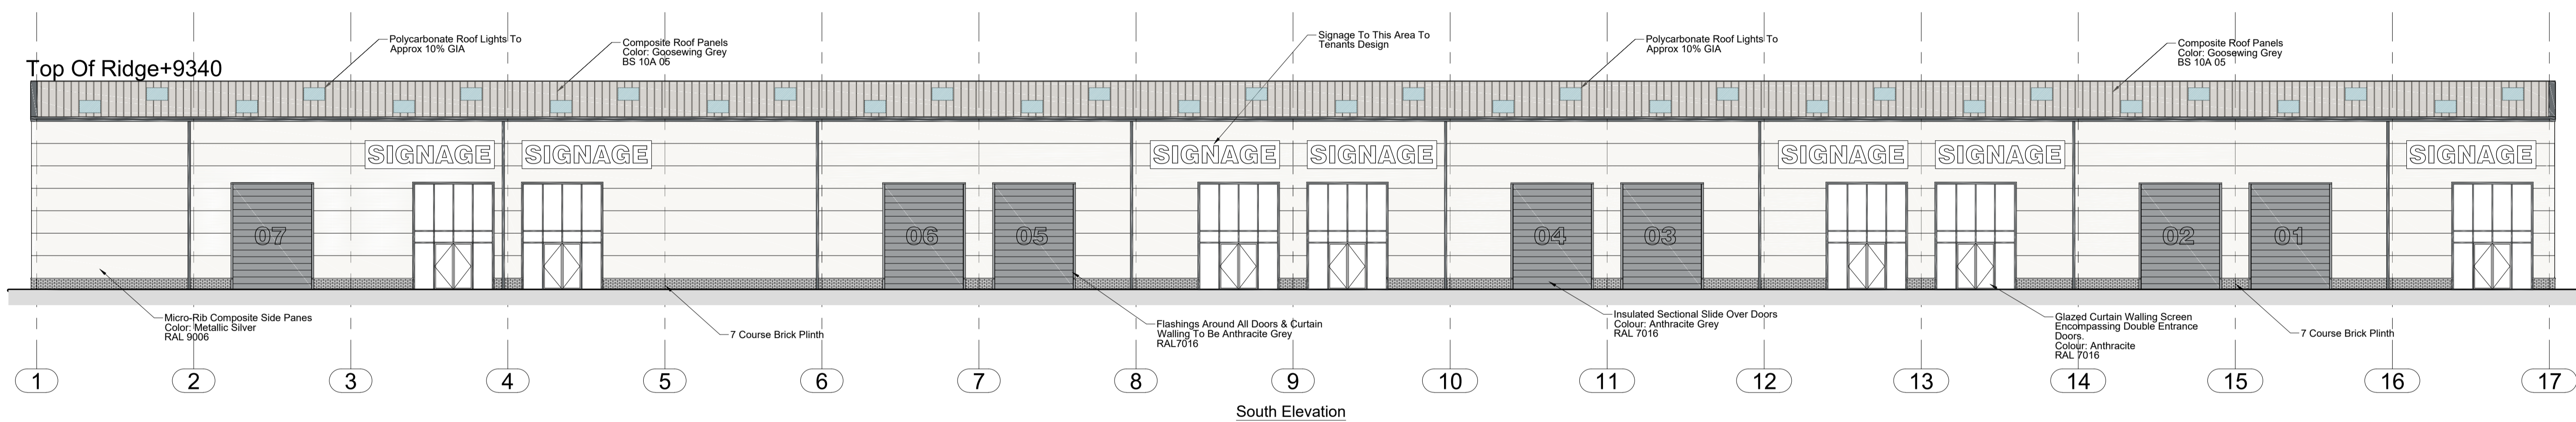 Polycarbonate Roof Lights To
Approx 10% GIA
Composite Roof Panels
Color: Goosewing Grey
BS 10A 05
Signage To This Area To
Tenants Design
Polycarbonate Roof Lights To
Approx 10% GIA
Composite Roof Panels
Color: Goosewing Grey
BS 10A 05
Top Of Ridge+9340
SIGNAGE
SIGNAGE
SIGNAGE
SIGNAGE
SIGNAGE
SIGNAGE
SIGNAGE
07
06
05
04
03
02
01
Micro-Rib Composite Side Panes
Color: Metallic Silver
RAL 9006
7 Course Brick Plinth
Flashings Around All Doors & Curtain
Walling To Be Anthracite Grey
RAL7016
Insulated Sectional Slide Over Doors
Colour: Anthracite Grey
RAL 7016
Glazed Curtain Walling Screen
Encompassing Double Entrance
Doors.
Colour: Anthracite
RAL 7016
7 Course Brick Plinth
1
2
3
4
5
6
7
8
9
10
11
12
13
14
15
16
17
South Elevation